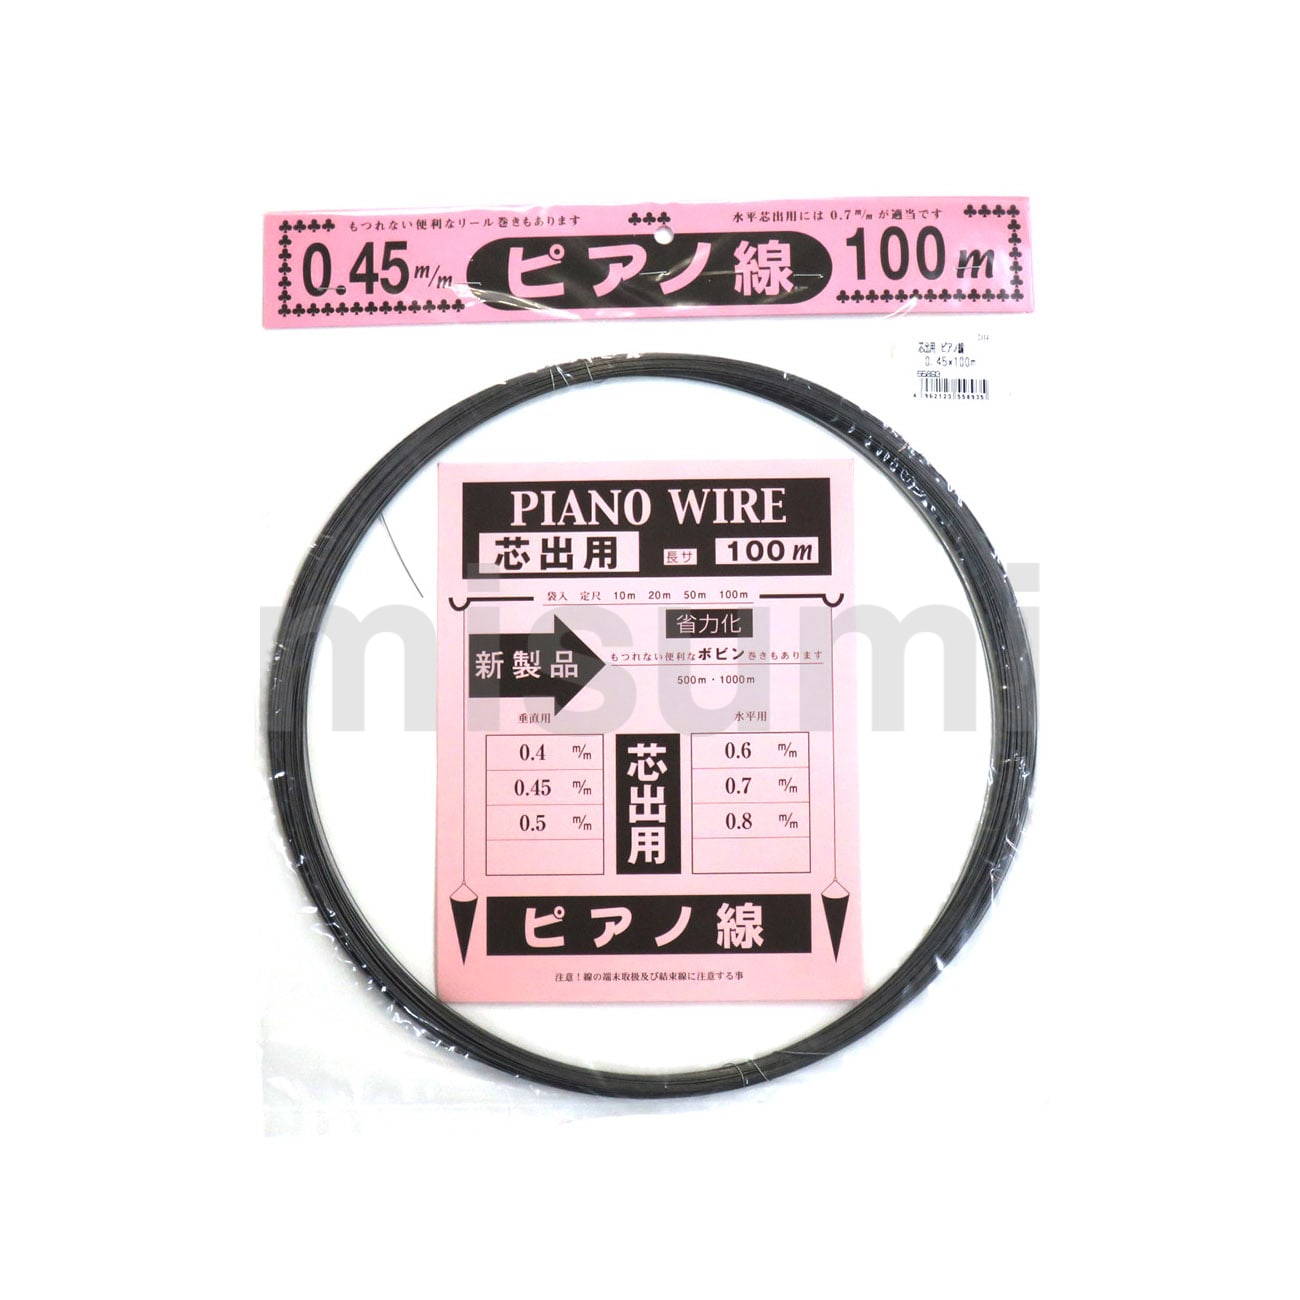 もつれない便利なリール巻きもあります
水平芯出用には 0.7 m/m が適当です
0.45 m/m ピアノ線 100m
芯出用 ピアノ線
0.45×100m
55893
4 962123 558935
PIANO WIRE
芯出用 長サ 100m
袋入 定尺 10m 20m 50m 100m
省力化
新製品
もつれない便利なボビン巻きもあります
500m・1000m
misumi
垂直用 水平用
0.4 m/m 0.6 m/m
0.45 m/m 0.7 m/m
0.5 m/m 0.8 m/m
芯出用
ピアノ線
注意!線の端末取扱及び結束線に注意する事